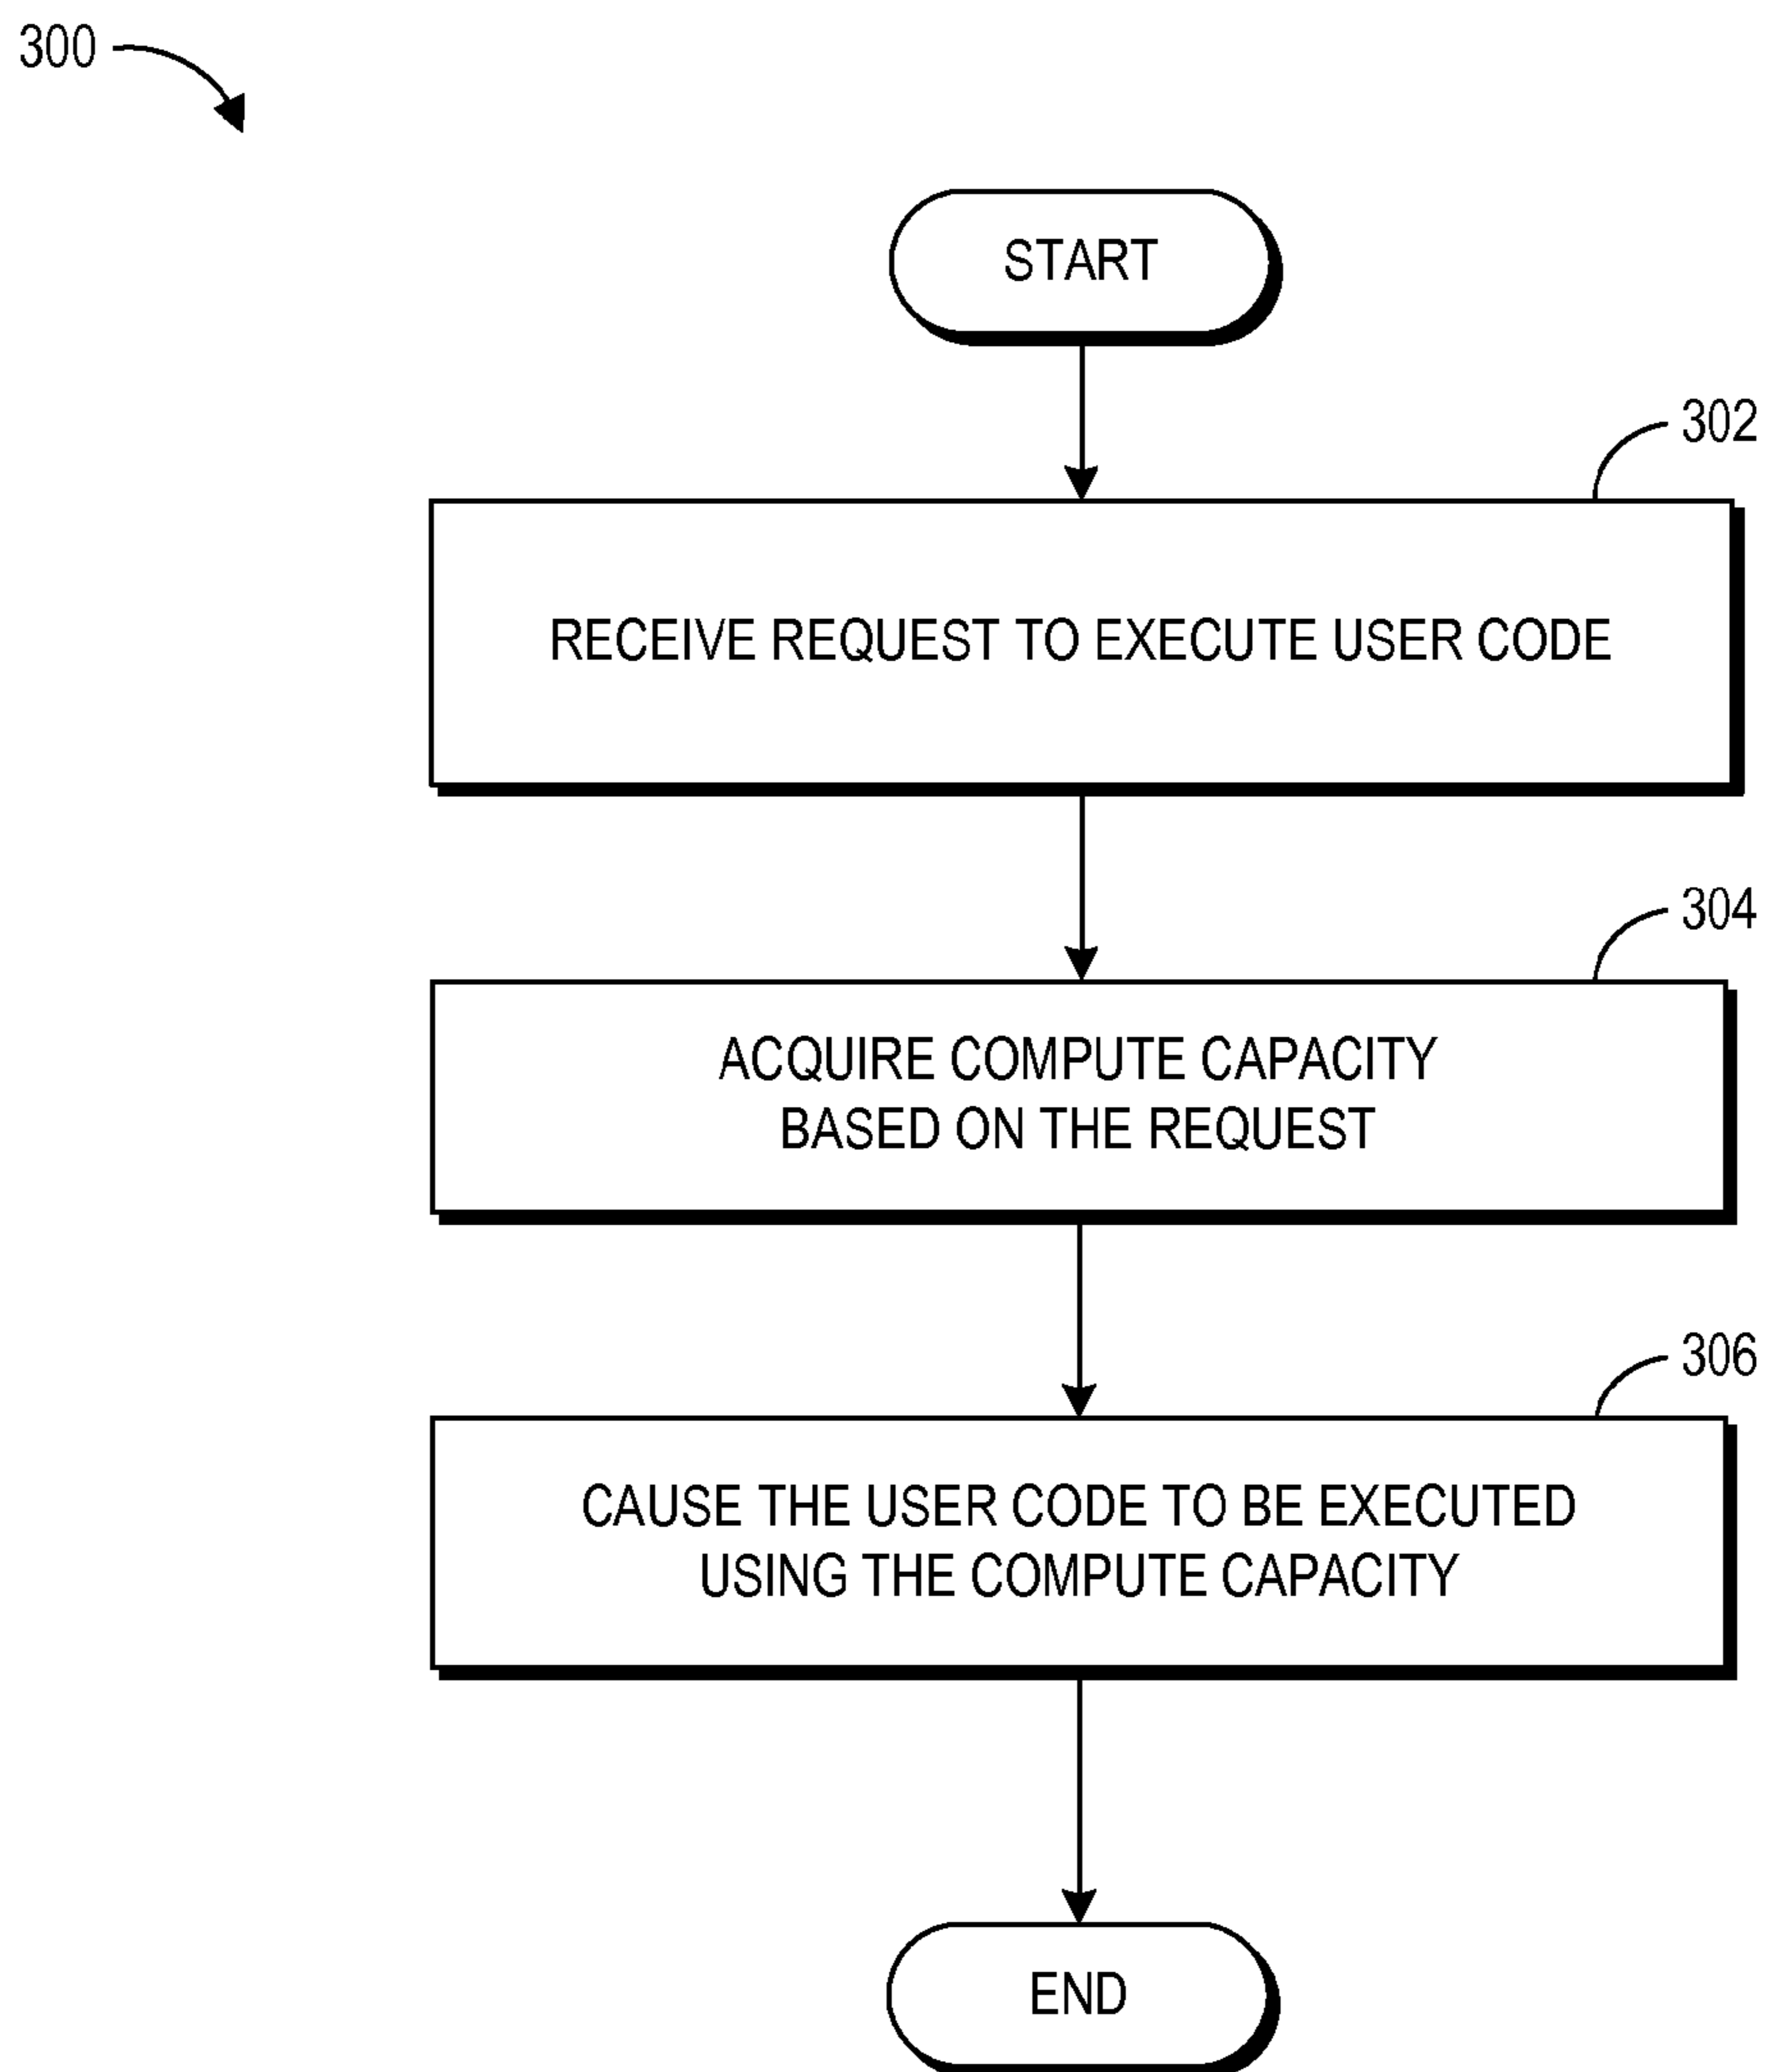 300
START
302
RECEIVE REQUEST TO EXECUTE USER CODE
304
ACQUIRE COMPUTE CAPACITY
BASED ON THE REQUEST
306
CAUSE THE USER CODE TO BE EXECUTED
USING THE COMPUTE CAPACITY
END